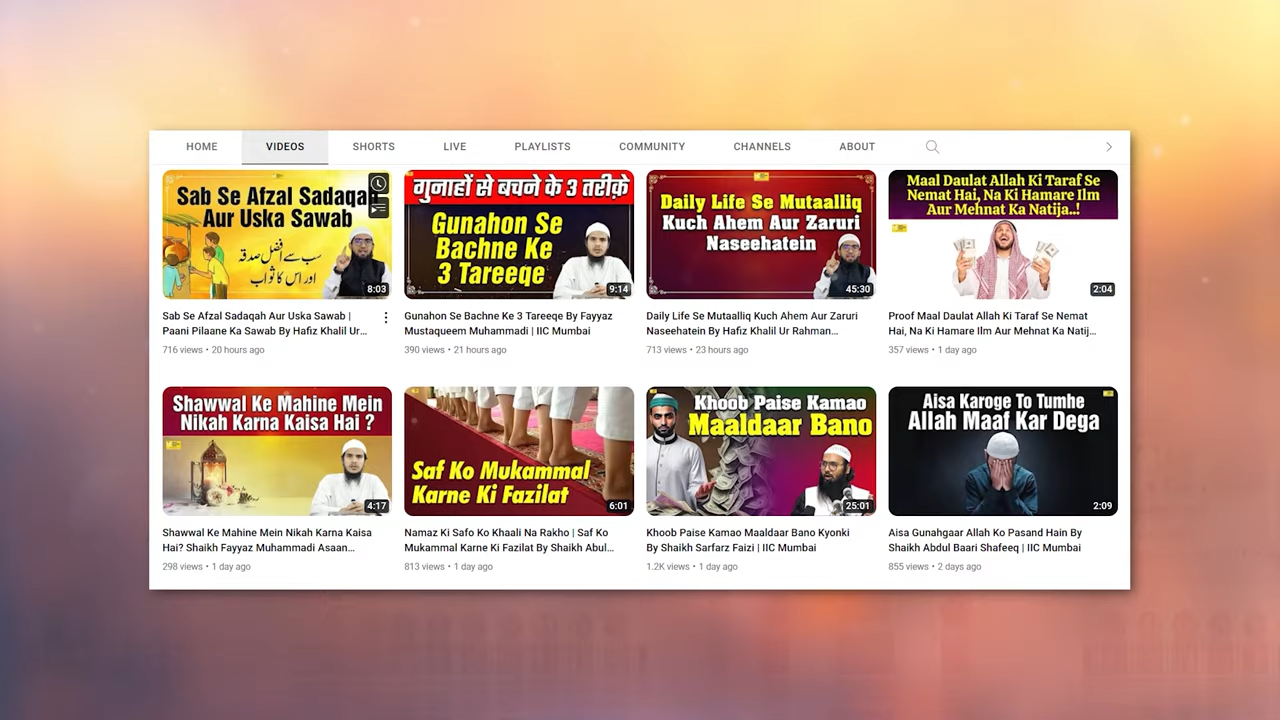 HOME
VIDEOS
SHORTS
LIVE
PLAYLISTS
COMMUNITY
CHANNELS
ABOUT
Sab Se Afzal Sadaqah
Aur Uska Sawab
سب سے افضل صدقہ
اور اس کا ثواب
8:03
गुनाहों से बचने के 3 तरीक़े
Gunahon Se
Bachne Ke
3 Tareeqe
9:14
Daily Life Se Mutaalliq
Kuch Ahem Aur Zaruri
Naseehatein
45:30
Maal Daulat Allah Ki Taraf Se
Nemat Hai, Na Ki Hamare Ilm
Aur Mehnat Ka Natija..!
2:04
Sab Se Afzal Sadaqah Aur Uska Sawab |
Paani Pilaane Ka Sawab By Hafiz Khalil Ur...
716 views • 20 hours ago
Gunahon Se Bachne Ke 3 Tareeqe By Fayyaz
Mustaqueem Muhammadi | IIC Mumbai
390 views • 21 hours ago
Daily Life Se Mutaalliq Kuch Ahem Aur Zaruri
Naseehatein By Hafiz Khalil Ur Rahman...
713 views • 23 hours ago
Proof Maal Daulat Allah Ki Taraf Se Nemat
Hai, Na Ki Hamare Ilm Aur Mehnat Ka Natij...
357 views • 1 day ago
Shawwal Ke Mahine Mein
Nikah Karna Kaisa Hai ?
4:17
Saf Ko Mukammal
Karne Ki Fazilat
6:01
Khoob Paise Kamao
Maaldaar Bano
25:01
Aisa Karoge To Tumhe
Allah Maaf Kar Dega
2:09
Shawwal Ke Mahine Mein Nikah Karna Kaisa
Hai? Shaikh Fayyaz Muhammadi Asaan...
298 views • 1 day ago
Namaz Ki Safo Ko Khaali Na Rakho | Saf Ko
Mukammal Karne Ki Fazilat By Shaikh Abul...
813 views • 1 day ago
Khoob Paise Kamao Maaldaar Bano Kyonki
By Shaikh Sarfarz Faizi | IIC Mumbai
1.2K views • 1 day ago
Aisa Gunahgaar Allah Ko Pasand Hain By
Shaikh Abdul Baari Shafeeq | IIC Mumbai
855 views • 2 days ago